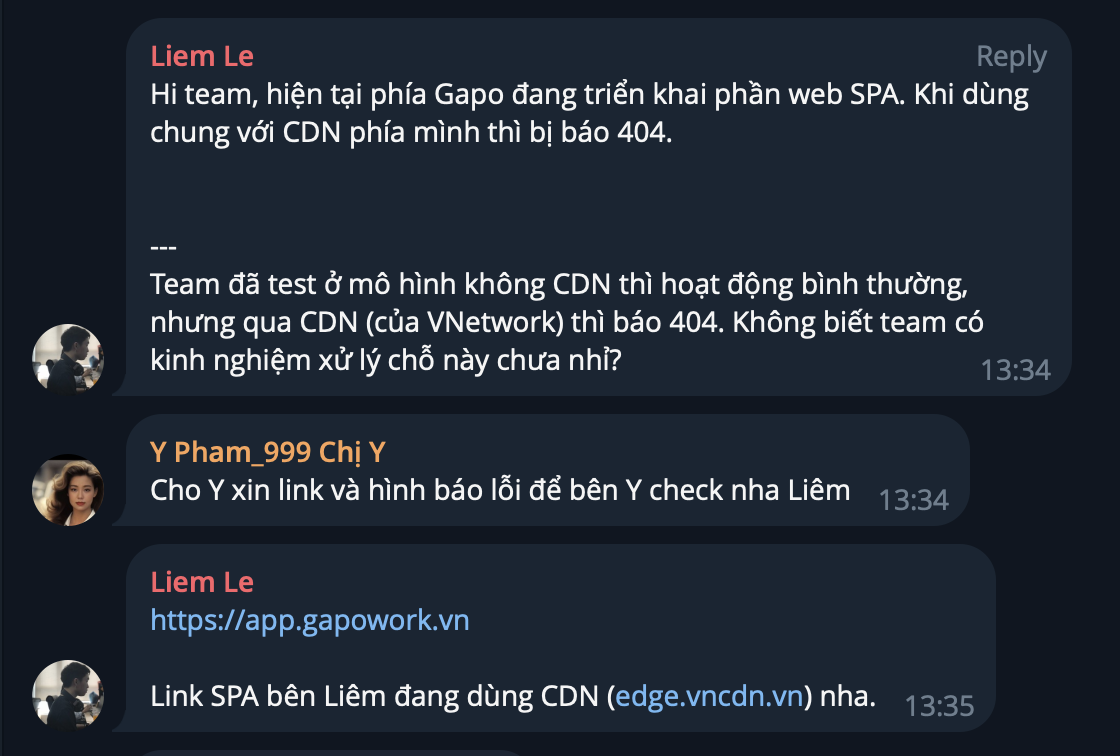 Liem Le
Reply
Hi team, hiện tại phía Gapo đang triển khai phần web SPA. Khi dùng
chung với CDN phía mình thì bị báo 404.
---
Team đã test ở mô hình không CDN thì hoạt động bình thường,
nhưng qua CDN (của VNetwork) thì báo 404. Không biết team có
kinh nghiệm xử lý chỗ này chưa nhỉ?
13:34
Y Pham_999 Chị Y
Cho Y xin link và hình báo lỗi để bên Y check nha Liêm
13:34
Liem Le
https://app.gapowork.vn
Link SPA bên Liêm đang dùng CDN (edge.vncdn.vn) nha.
13:35